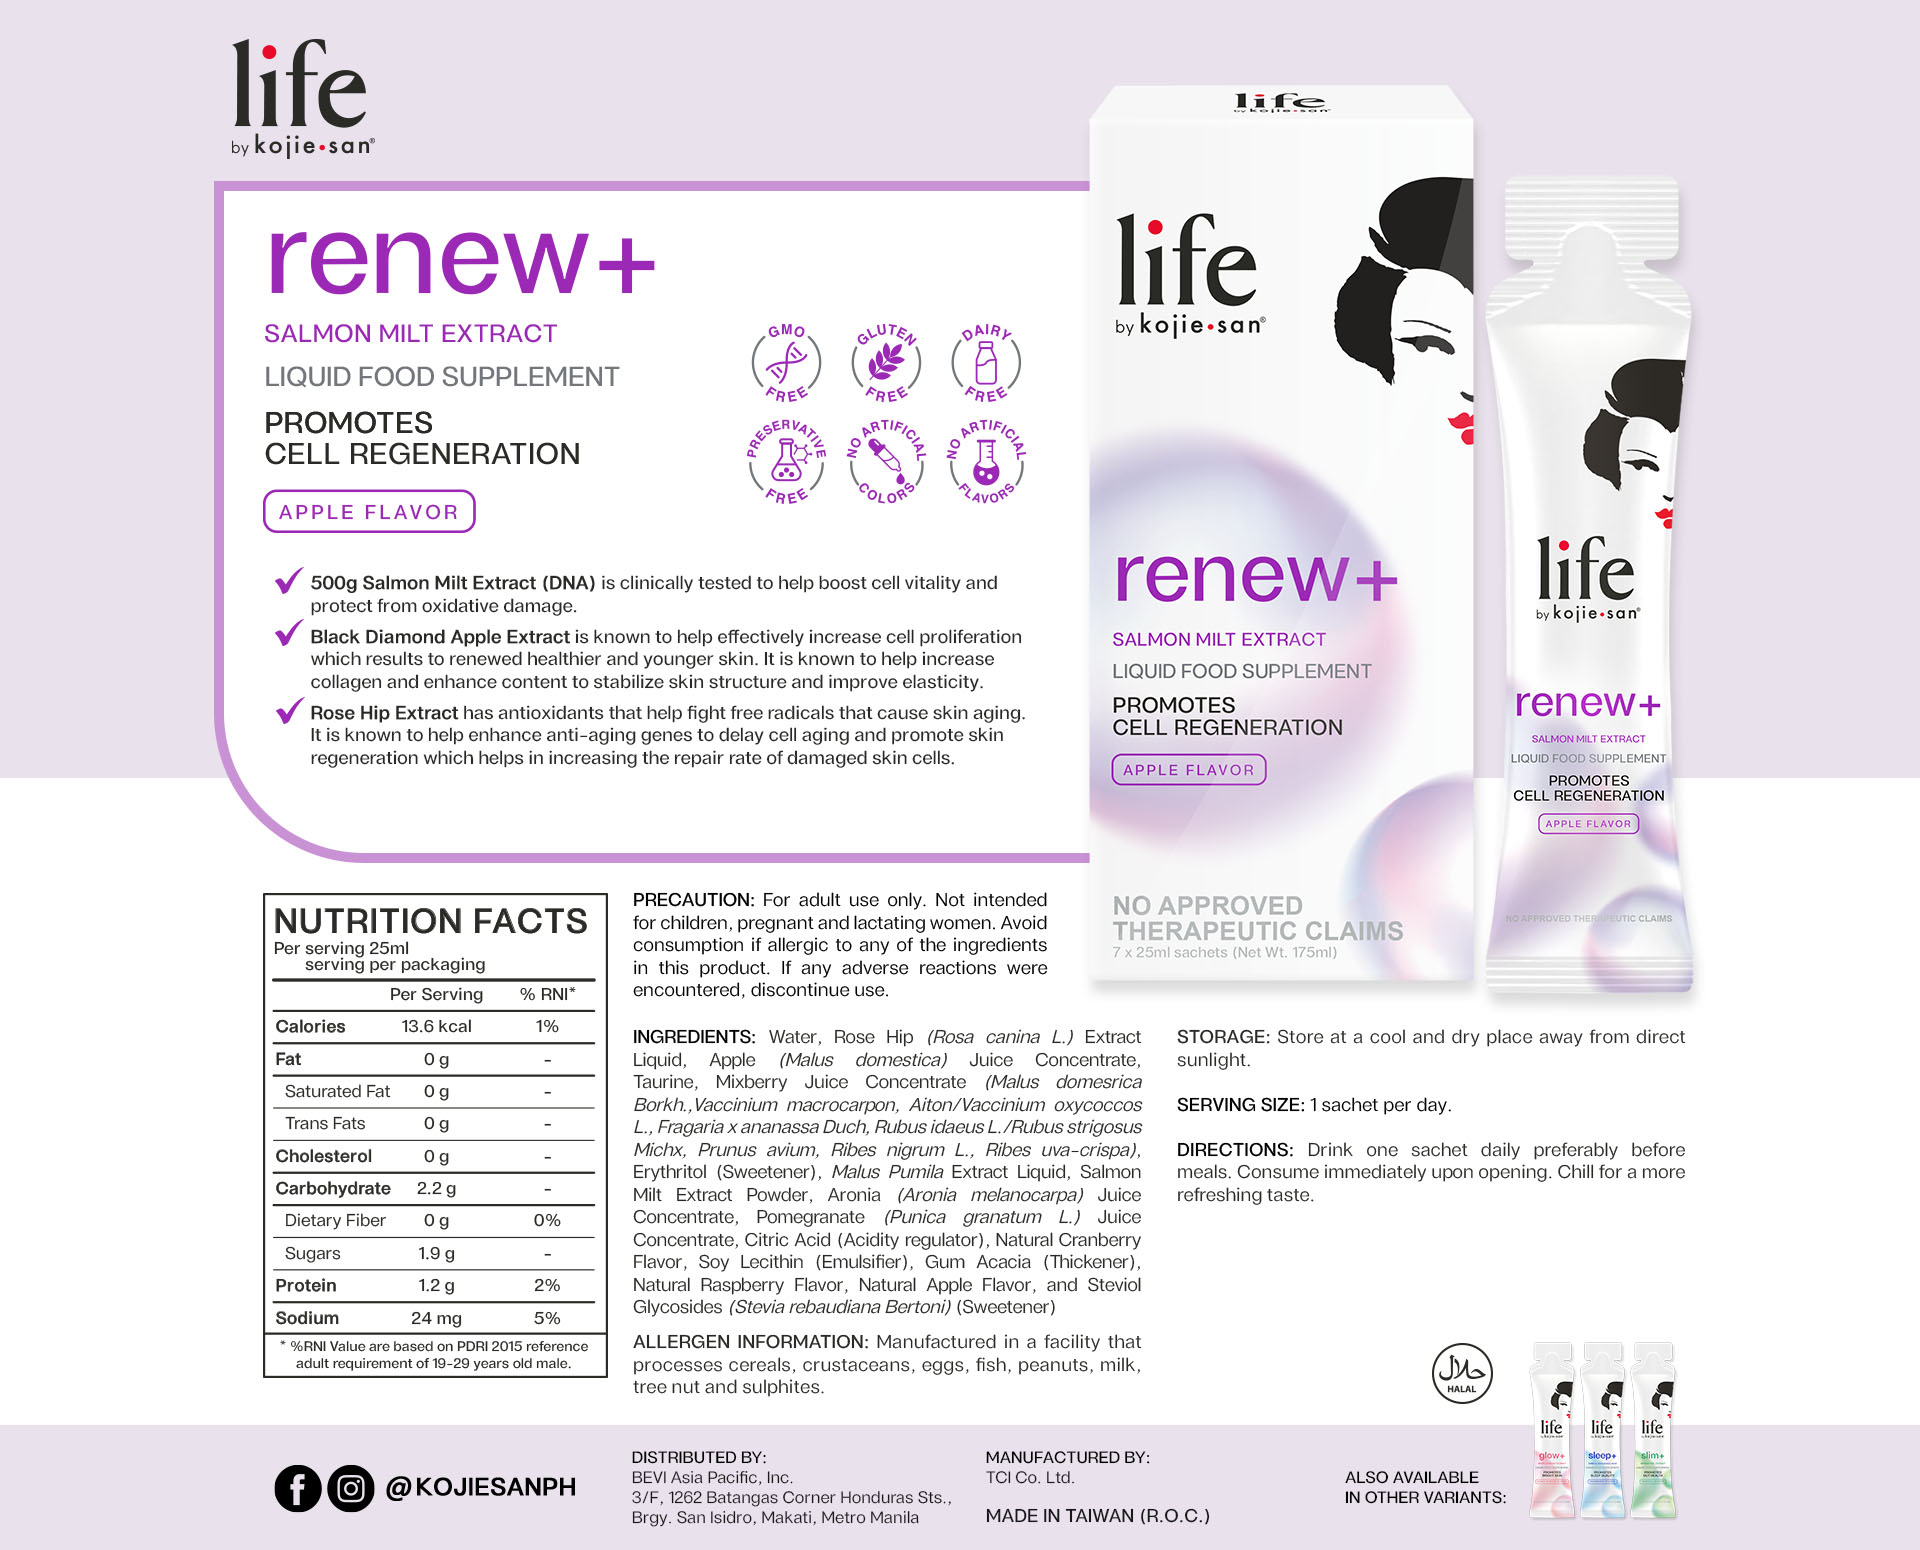 life
by kojie•san®
renew+
SALMON MILT EXTRACT
LIQUID FOOD SUPPLEMENT
PROMOTES
CELL REGENERATION
APPLE FLAVOR
GMO FREE
GLUTEN FREE
DAIRY FREE
PRESERVATIVE FREE
NO ARTIFICIAL COLORS
NO ARTIFICIAL FLAVORS
500g Salmon Milt Extract (DNA) is clinically tested to help boost cell vitality and
protect from oxidative damage.
Black Diamond Apple Extract is known to help effectively increase cell proliferation
which results to renewed healthier and younger skin. It is known to help increase
collagen and enhance content to stabilize skin structure and improve elasticity.
Rose Hip Extract has antioxidants that help fight free radicals that cause skin aging.
It is known to help enhance anti-aging genes to delay cell aging and promote skin
regeneration which helps in increasing the repair rate of damaged skin cells.
life
by kojie•san
life
by kojie•san®
renew+
SALMON MILT EXTRACT
LIQUID FOOD SUPPLEMENT
PROMOTES
CELL REGENERATION
APPLE FLAVOR
NO APPROVED
THERAPEUTIC CLAIMS
7 x 25ml sachets (Net Wt. 175ml)
life
by kojie•san®
renew+
SALMON MILT EXTRACT
LIQUID FOOD SUPPLEMENT
PROMOTES
CELL REGENERATION
APPLE FLAVOR
NO APPROVED THERAPEUTIC CLAIMS
NUTRITION FACTS
Per serving 25ml
serving per packaging
Per Serving % RNI*
Calories 13.6 kcal 1%
Fat 0 g -
Saturated Fat 0 g -
Trans Fats 0 g -
Cholesterol 0 g -
Carbohydrate 2.2 g -
Dietary Fiber 0 g 0%
Sugars 1.9 g -
Protein 1.2 g 2%
Sodium 24 mg 5%
* %RNI Value are based on PDRI 2015 reference
adult requirement of 19-29 years old male.
PRECAUTION: For adult use only. Not intended
for children, pregnant and lactating women. Avoid
consumption if allergic to any of the ingredients
in this product. If any adverse reactions were
encountered, discontinue use.
INGREDIENTS: Water, Rose Hip (Rosa canina L.) Extract
Liquid, Apple (Malus domestica) Juice Concentrate,
Taurine, Mixberry Juice Concentrate (Malus domesrica
Borkh.,Vaccinium macrocarpon, Aiton/Vaccinium oxycoccos
L., Fragaria x ananassa Duch, Rubus idaeus L./Rubus strigosus
Michx, Prunus avium, Ribes nigrum L., Ribes uva-crispa),
Erythritol (Sweetener), Malus Pumila Extract Liquid, Salmon
Milt Extract Powder, Aronia (Aronia melanocarpa) Juice
Concentrate, Pomegranate (Punica granatum L.) Juice
Concentrate, Citric Acid (Acidity regulator), Natural Cranberry
Flavor, Soy Lecithin (Emulsifier), Gum Acacia (Thickener),
Natural Raspberry Flavor, Natural Apple Flavor, and Steviol
Glycosides (Stevia rebaudiana Bertoni) (Sweetener)
ALLERGEN INFORMATION: Manufactured in a facility that
processes cereals, crustaceans, eggs, fish, peanuts, milk,
tree nut and sulphites.
STORAGE: Store at a cool and dry place away from direct
sunlight.
SERVING SIZE: 1 sachet per day.
DIRECTIONS: Drink one sachet daily preferably before
meals. Consume immediately upon opening. Chill for a more
refreshing taste.
حلال
HALAL
life
glow+
life
sleep+
life
slim+
@KOJIESANPH
DISTRIBUTED BY:
BEVI Asia Pacific, Inc.
3/F, 1262 Batangas Corner Honduras Sts.,
Brgy. San Isidro, Makati, Metro Manila
MANUFACTURED BY:
TCI Co. Ltd.
MADE IN TAIWAN (R.O.C.)
ALSO AVAILABLE
IN OTHER VARIANTS: